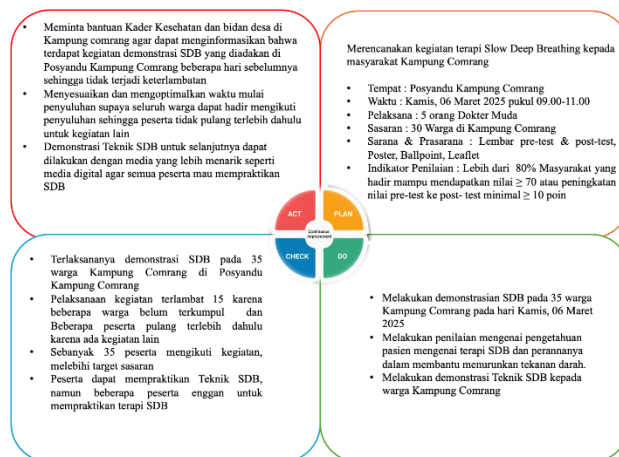 • Meminta bantuan Kader Kesehatan dan bidan desa di
Kampung comrang agar dapat menginformasikan bahwa
terdapat kegiatan demonstrasi SDB yang diadakan di
Posyandu Kampung Comrang beberapa hari sebelumnya
sehingga tidak terjadi keterlambatan
• Menyesuaikan dan mengoptimalkan waktu mulai
penyuluhan supaya seluruh warga dapat hadir mengikuti
penyuluhan sehingga peserta tidak pulang terlebih dahulu
untuk kegiatan lain
• Demonstrasi Teknik SDB untuk selanjutnya dapat
dilakukan dengan media yang lebih menarik seperti
media digital agar semua peserta mau mempraktikan
SDB
Merencanakan kegiatan terapi Slow Deep Breathing kepada
masyarakat Kampung Comrang
• Tempat : Posyandu Kampung Comrang
• Waktu : Kamis, 06 Maret 2025 pukul 09.00-11.00
• Pelaksana : 5 orang Dokter Muda
• Sasaran : 30 Warga di Kampung Comrang
• Sarana & Prasarana : Lembar pre-test & post-test,
Poster, Ballpoint, Leaflet
• Indikator Penilaian : Lebih dari 80% Masyarakat yang
hadir mampu mendapatkan nilai ≥ 70 atau peningkatan
nilai pre-test ke post- test minimal ≥ 10 poin
ACT
PLAN
Continuous
Improvement
CHECK
DO
• Terlaksananya demonstrasi SDB pada 35
warga Kampung Comrang di Posyandu
Kampung Comrang
• Pelaksanaan kegiatan terlambat 15 karena
beberapa warga belum terkumpul dan
Beberapa peserta pulang terlebih dahulu
karena ada kegiatan lain
• Sebanyak 35 peserta mengikuti kegiatan,
melebihi target sasaran
• Peserta dapat mempraktikan Teknik SDB,
namun beberapa peserta enggan untuk
mempraktikan terapi SDB
• Melakukan demonstrasian SDB pada 35 warga
Kampung Comrang pada hari Kamis, 06 Maret
2025
• Melakukan penilaian mengenai pengetahuan
pasien mengenai terapi SDB dan perannanya
dalam membantu menurunkan tekanan darah.
• Melakukan demonstrasi Teknik SDB kepada
warga Kampung Comrang